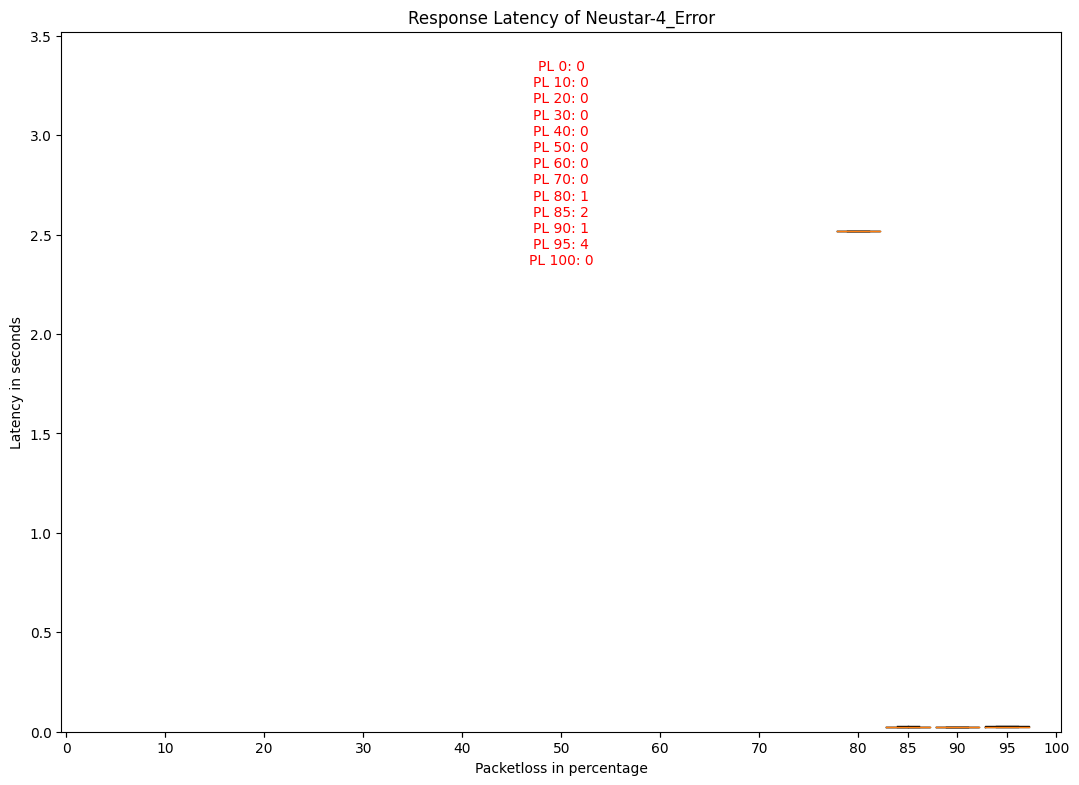 Response Latency of Neustar-4_Error
3.5
3.0
2.5
2.0
1.5
1.0
0.5
0.0
Latency in seconds
PL 0: 0
PL 10: 0
PL 20: 0
PL 30: 0
PL 40: 0
PL 50: 0
PL 60: 0
PL 70: 0
PL 80: 1
PL 85: 2
PL 90: 1
PL 95: 4
PL 100: 0
0 10 20 30 40 50 60 70 80 85 90 95 100
Packetloss in percentage